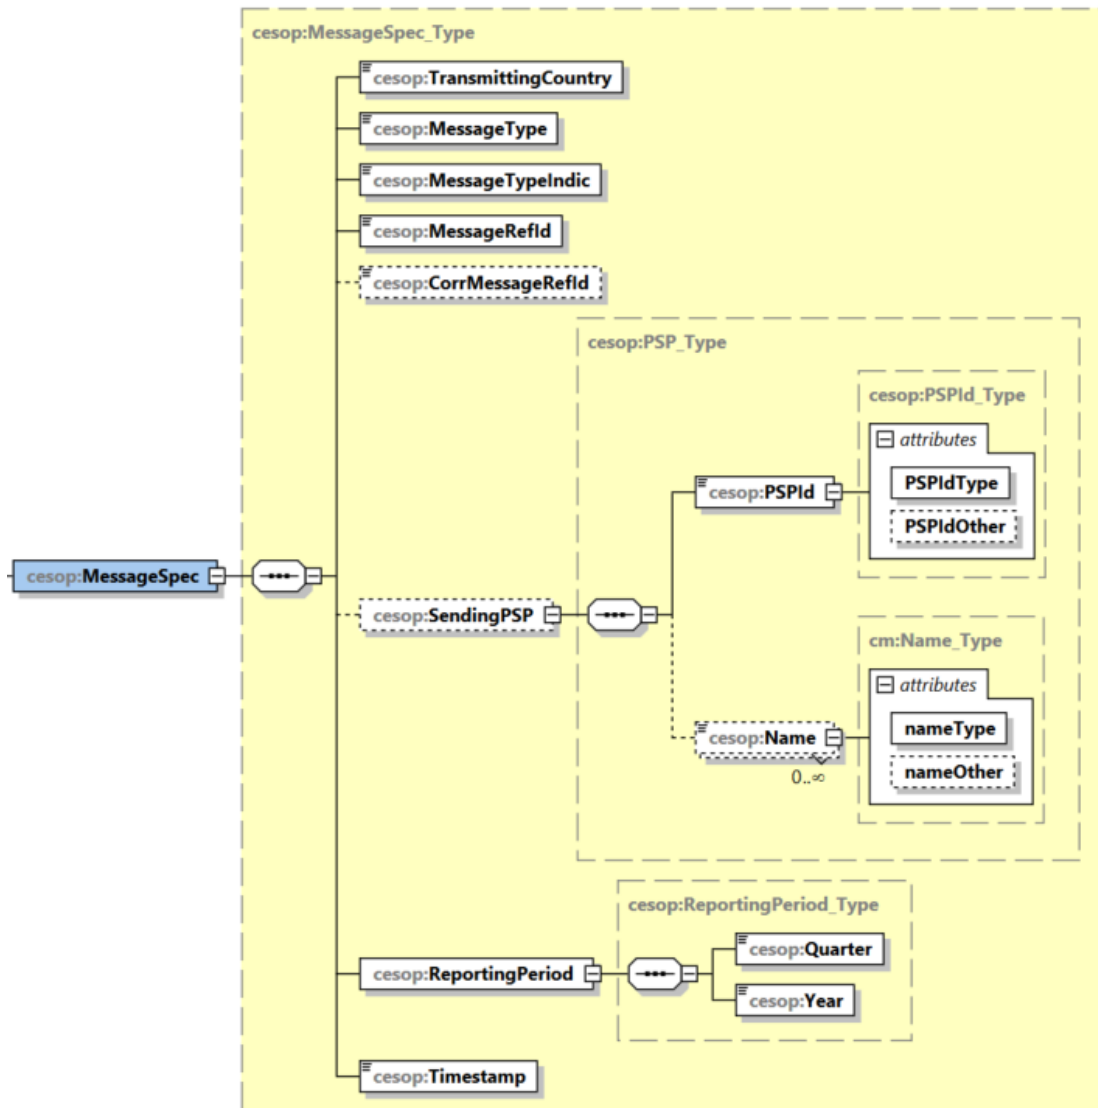 cesop:MessageSpec_Type
cesop:TransmittingCountry
cesop:MessageType
cesop:MessageTypeIndic
cesop:MessageRefId
cesop:CorrMessageRefId
cesop:PSP_Type
cesop:PSPId_Type
attributes
cesop:PSPId
PSPIdType
PSPIdOther
cesop:MessageSpec
cesop:SendingPSP
cm:Name_Type
attributes
cesop:Name
nameType
nameOther
0..∞
cesop:ReportingPeriod_Type
cesop:ReportingPeriod
cesop:Quarter
cesop:Year
cesop:Timestamp